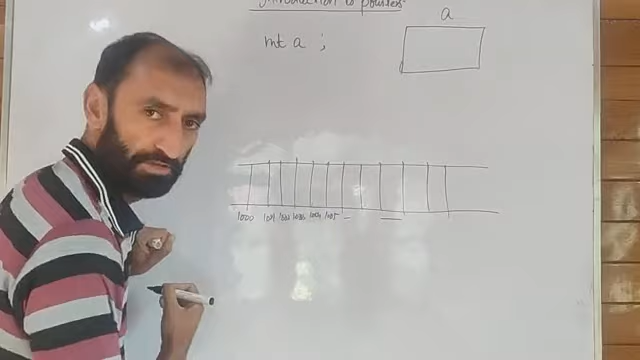 Introduction to pointers
a
int a ;
1000 1001 1002 1003 1004 1005 —